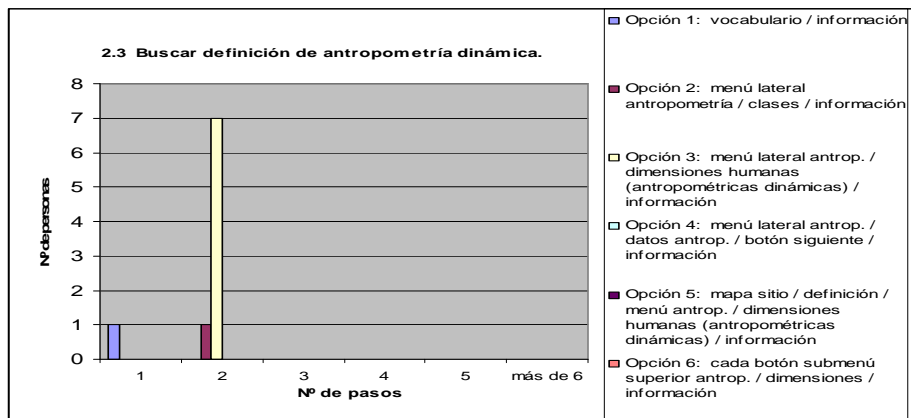 2.3 Buscar definición de antropometría dinámica.
8
7
6
5
4
3
2
1
0
Nº de personas
1 2 3 4 5 más de 6
Nº de pasos
Opción 1: vocabulario / información
Opción 2: menú lateral
antropometría / clases / información
Opción 3: menú lateral antrop. /
dimensiones humanas
(antropométricas dinámicas) /
información
Opción 4: menú lateral antrop. /
datos antrop. / botón siguiente /
información
Opción 5: mapa sitio / definición /
menú antrop. / dimensiones
humanas (antropométricas
dinámicas) / información
Opción 6: cada botón submenú
superior antrop. / dimensiones /
información